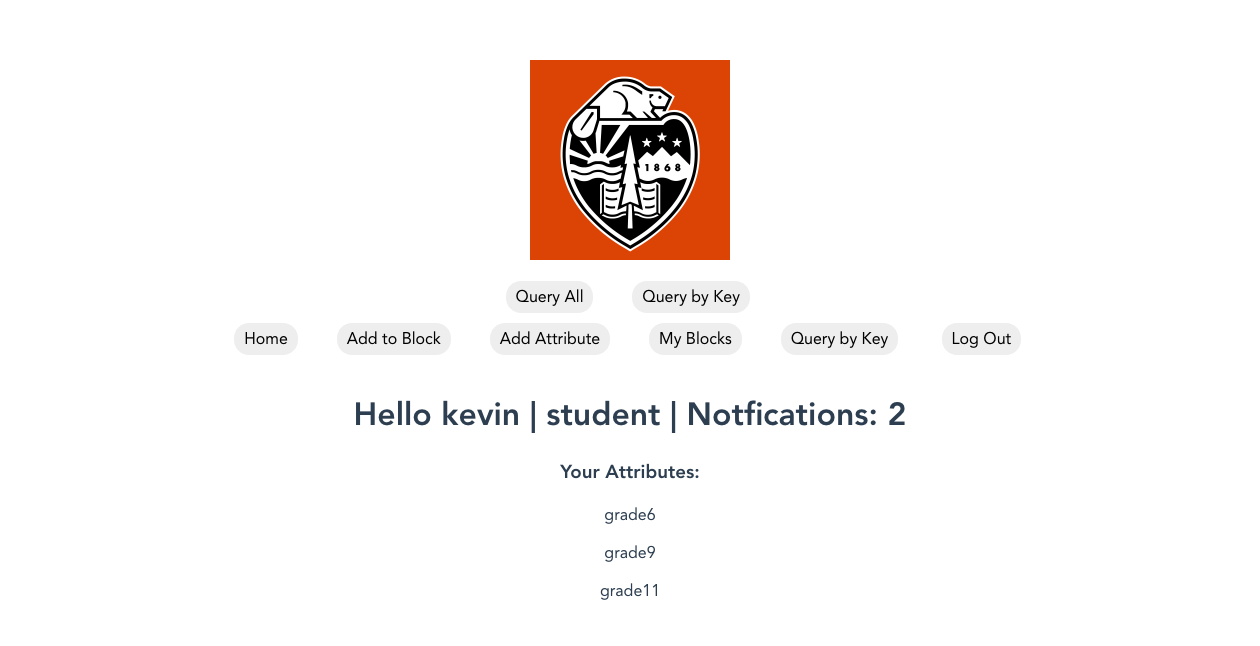 1868
Query All Query by Key
Home Add to Block Add Attribute My Blocks Query by Key Log Out
Hello kevin | student | Notfications: 2
Your Attributes:
grade6
grade9
grade11